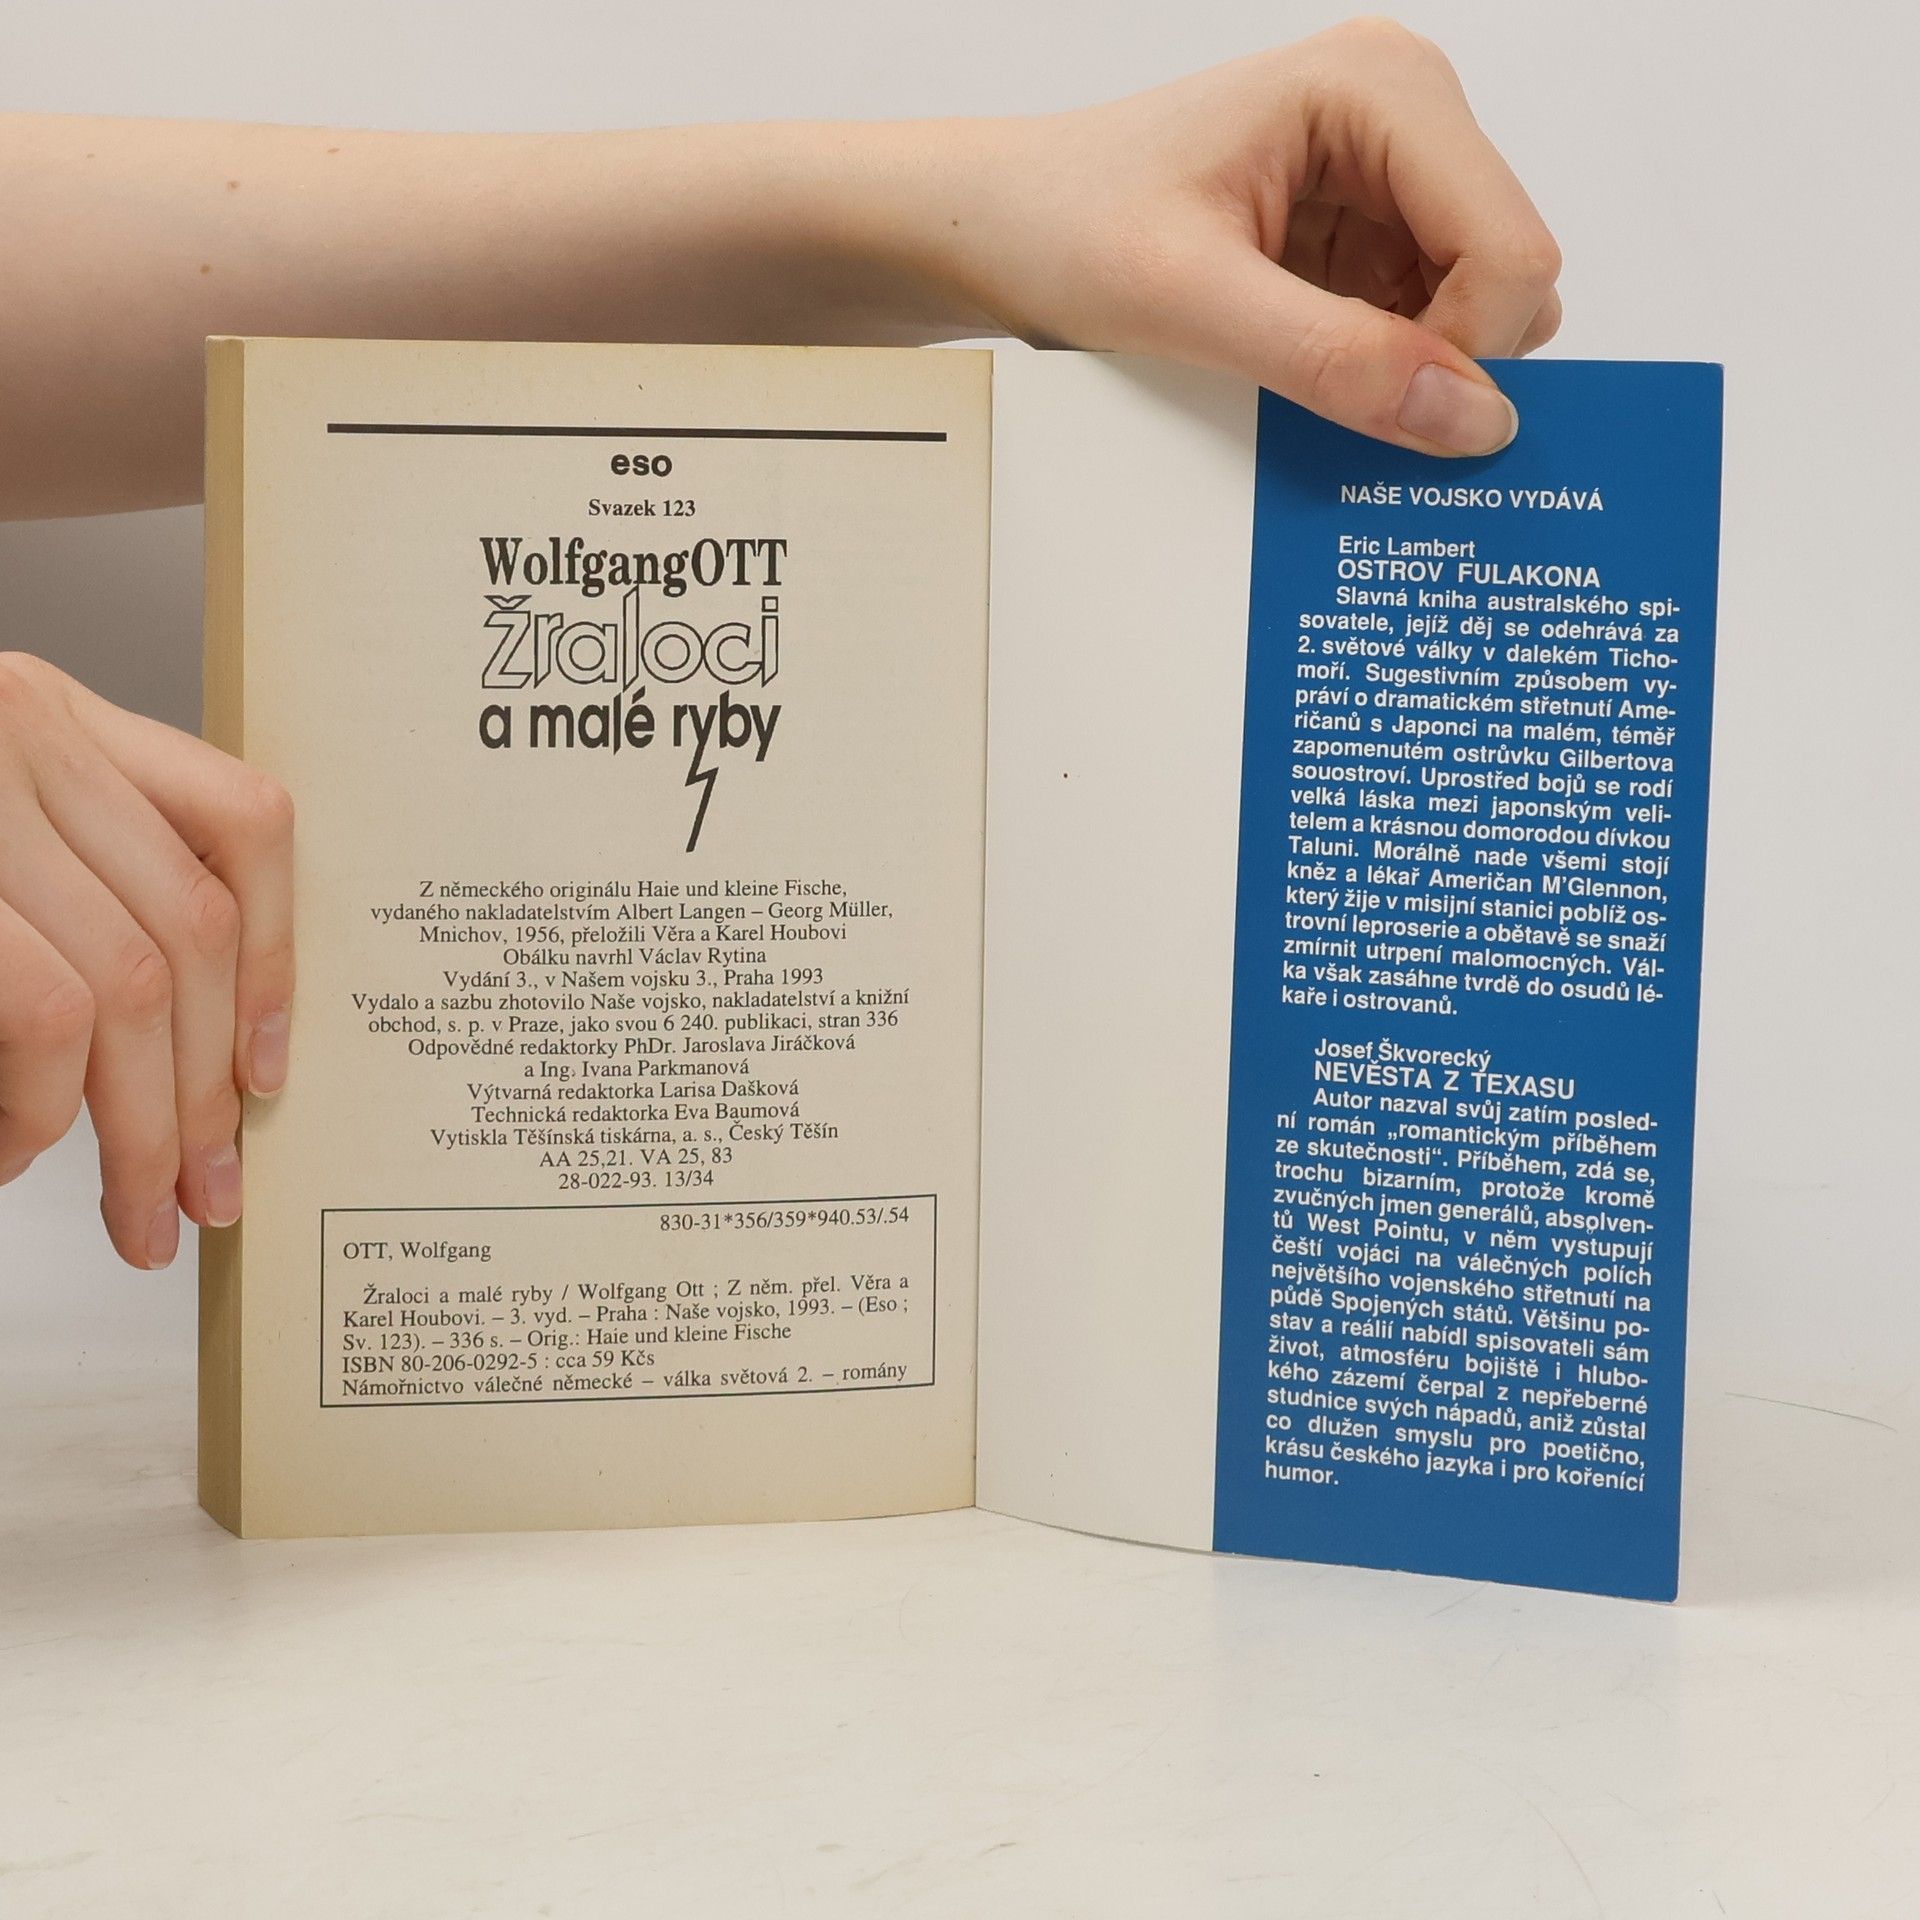 eso
Svazek 123
WolfgangOTT
Žraloci
a malé ryby
Z německého originálu Haie und kleine Fische,
vydaného nakladatelstvím Albert Langen – Georg Müller,
Mnichov, 1956, přeložili Věra a Karel Houbovi
Obálku navrhl Václav Rytina
Vydání 3., v Našem vojsku 3., Praha 1993
Vydalo a sazbu zhotovilo Naše vojsko, nakladatelství a knižní
obchod, s. p. v Praze, jako svou 6 240. publikaci, stran 336
Odpovědné redaktorky PhDr. Jaroslava Jiráčková
a Ing. Ivana Parkmanová
Výtvarná redaktorka Larisa Dašková
Technická redaktorka Eva Baumová
Vytiskla Těšínská tiskárna, a. s., Český Těšín
AA 25,21. VA 25, 83
28-022-93. 13/34
830-31*356/359*940.53/.54
OTT, Wolfgang
Žraloci a malé ryby / Wolfgang Ott ; Z něm. přel. Věra a
Karel Houbovi. – 3. vyd. – Praha : Naše vojsko, 1993. – (Eso ;
Sv. 123). – 336 s. – Orig.: Haie und kleine Fische
ISBN 80-206-0292-5 : cca 59 Kčs
Námořnictvo válečné německé – válka světová 2. – romány
NAŠE VOJSKO VYDÁVÁ
Eric Lambert
OSTROV FULAKONA
Slavná kniha australského spi-
sovatele, jejíž děj se odehrává za
2. světové války v dalekém Ticho-
moří. Sugestivním způsobem vy-
práví o dramatickém střetnutí Ame-
ričanů s Japonci na malém, téměř
zapomenutém ostrůvku Gilbertova
souostroví. Uprostřed bojů se rodí
velká láska mezi japonským veli-
telem a krásnou domorodou dívkou
Taluni. Morálně nade všemi stojí
kněz a lékař Američan M'Glennon,
který žije v misijní stanici poblíž os-
trovní leproserie a obětavě se snaží
zmírnit utrpení malomocných. Vál-
ka však zasáhne tvrdě do osudů lé-
kaře i ostrovanů.
Josef Škvorecký
NEVĚSTA Z TEXASU
Autor nazval svůj zatím posled-
ní román „romantickým příběhem
ze skutečnosti“. Příběhem, zdá se,
trochu bizarním, protože kromě
zvučných jmen generálů, absolven-
tů West Pointu, v něm vystupují
čeští vojáci na válečných polích
největšího vojenského střetnutí na
půdě Spojených států. Většinu po-
stav a reálií nabídl spisovateli sám
život, atmosféru bojiště i hlubo-
kého zázemí čerpal z nepřeberné
studnice svých nápadů, aniž zůstal
co dlužen smyslu pro poetično,
krásu českého jazyka i pro kořenící
humor.